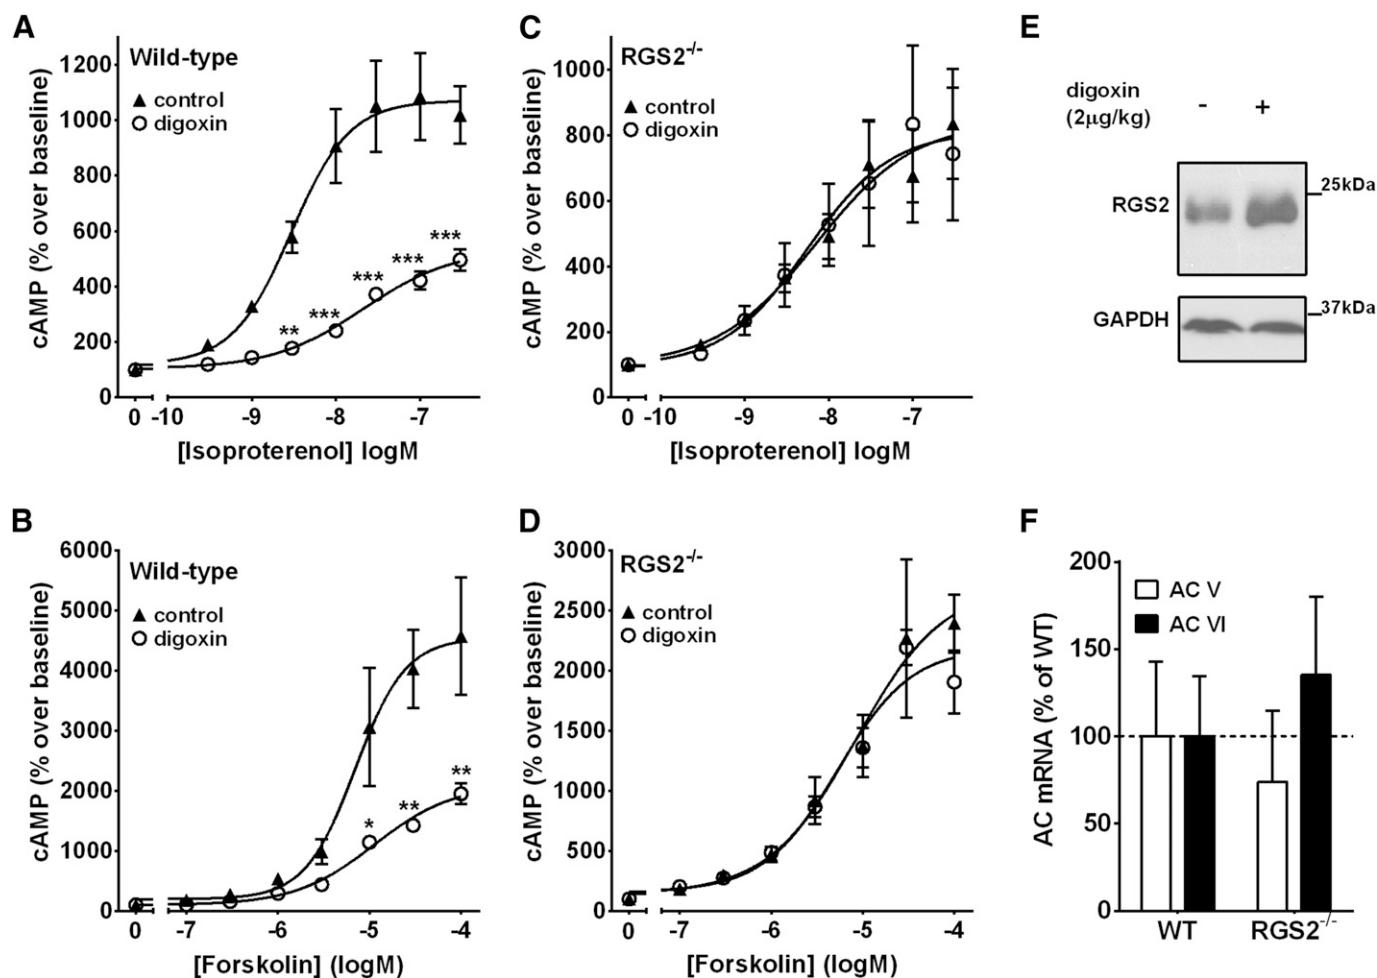 A
Wild-type
control
digoxin
cAMP (% over baseline)
1200
1000
800
600
400
200
0
**
***
***
***
***
0 -10 -9 -8 -7
[Isoproterenol] logM
C
RGS2-/-
control
digoxin
cAMP (% over baseline)
1000
800
600
400
200
0
0 -10 -9 -8 -7
[Isoproterenol] logM
E
digoxin
(2µg/kg)
- +
RGS2
25kDa
GAPDH
37kDa
B
Wild-type
control
digoxin
cAMP (% over baseline)
6000
5000
4000
3000
2000
1000
0
*
**
**
0 -7 -6 -5 -4
[Forskolin] (logM)
D
RGS2-/-
control
digoxin
cAMP (% over baseline)
3000
2500
2000
1500
1000
500
0
0 -7 -6 -5 -4
[Forskolin] (logM)
F
AC V
AC VI
AC mRNA (% of WT)
200
150
100
50
0
WT RGS2-/-